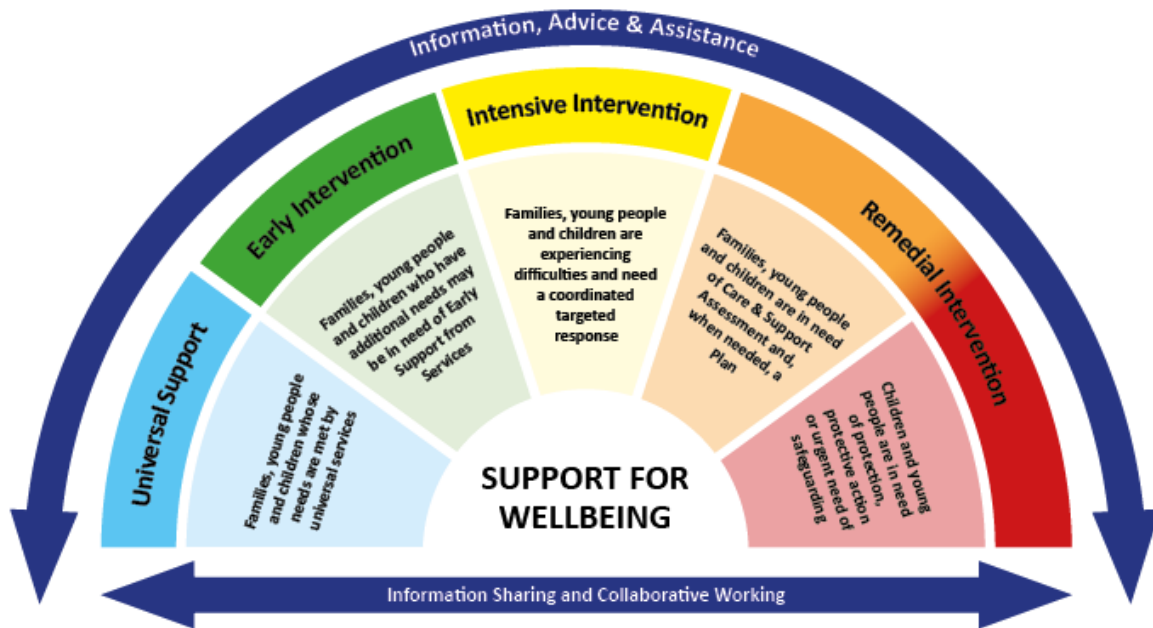 Information, Advice & Assistance
Universal Support
Early Intervention
Intensive Intervention
Remedial Intervention
Families, young people
and children whose
needs are met by
universal services
Families, young people
and children who have
additional needs may
be in need of Early
Support from
Services
Families, young people
and children are
experiencing
difficulties and need
a coordinated
targeted
response
Families, young people
and children are in need
of Care & Support
Assessment and,
when needed, a
Plan
Children and young
people are in need
of protection,
protective action
or urgent need of
safeguarding
SUPPORT FOR
WELLBEING
Information Sharing and Collaborative Working